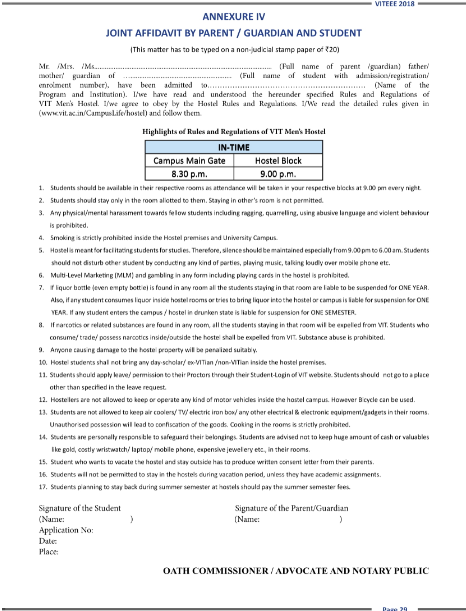 VITEEE 2018
ANNEXURE IV
JOINT AFFIDAVIT BY PARENT / GUARDIAN AND STUDENT
(This matter has to be typed on a non-judicial stamp paper of ₹20)
Mr. /Mrs. /Ms.................................................................................. (Full name of parent /guardian) father/
mother/ guardian of ….................................................. (Full name of student with admission/registration/
enrolment number), have been admitted to…………………………………………………… (Name of the
Program and Institution). I/we have read and understood the hereunder specified Rules and Regulations of
VIT Men's Hostel. I/we agree to obey by the Hostel Rules and Regulations. I/We read the detailed rules given in
(www.vit.ac.in/CampusLife/hostel) and follow them.
Highlights of Rules and Regulations of VIT Men's Hostel
IN-TIME
Campus Main Gate Hostel Block
8.30 p.m. 9.00 p.m.
1. Students should be available in their respective rooms as attendance will be taken in your respective blocks at 9.00 pm every night.
2. Students should stay only in the room allotted to them. Staying in other's room is not permitted.
3. Any physical/mental harassment towards fellow students including ragging, quarrelling, using abusive language and violent behaviour
is prohibited.
4. Smoking is strictly prohibited inside the Hostel premises and University Campus.
5. Hostel is meant for facilitating students for studies. Therefore, silence should be maintained especially from 9.00 pm to 6.00 am. Students
should not disturb other student by conducting any kind of parties, playing music, talking loudly over mobile phone etc.
6. Multi-Level Marketing (MLM) and gambling in any form including playing cards in the hostel is prohibited.
7. If liquor bottle (even empty bottle) is found in any room all the students staying in that room are liable to be suspended for ONE YEAR.
Also, if any student consumes liquor inside hostel rooms or tries to bring liquor into the hostel or campus is liable for suspension for ONE
YEAR. If any student enters the campus / hostel in drunken state is liable for suspension for ONE SEMESTER.
8. If narcotics or related substances are found in any room, all the students staying in that room will be expelled from VIT. Students who
consume/ trade/ possess narcotics inside/outside the hostel shall be expelled from VIT. Substance abuse is prohibited.
9. Anyone causing damage to the hostel property will be penalized suitably.
10. Hostel students shall not bring any day-scholar/ ex-VITian /non-VITian inside the hostel premises.
11. Students should apply leave/ permission to their Proctors through their Student-Login of VIT website. Students should not go to a place
other than specified in the leave request.
12. Hostellers are not allowed to keep or operate any kind of motor vehicles inside the hostel campus. However Bicycle can be used.
13. Students are not allowed to keep air coolers/ TV/ electric iron box/ any other electrical & electronic equipment/gadgets in their rooms.
Unauthorised possession will lead to confiscation of the goods. Cooking in the rooms is strictly prohibited.
14. Students are personally responsible to safeguard their belongings. Students are advised not to keep huge amount of cash or valuables
like gold, costly wristwatch/ laptop/ mobile phone, expensive jewellery etc., in their rooms.
15. Student who wants to vacate the hostel and stay outside has to produce written consent letter from their parents.
16. Students will not be permitted to stay in the hostels during vacation period, unless they have academic assignments.
17. Students planning to stay back during summer semester at hostels should pay the summer semester fees.
Signature of the Student Signature of the Parent/Guardian
(Name: ) (Name: )
Application No:
Date:
Place:
OATH COMMISSIONER / ADVOCATE AND NOTARY PUBLIC
Page 29